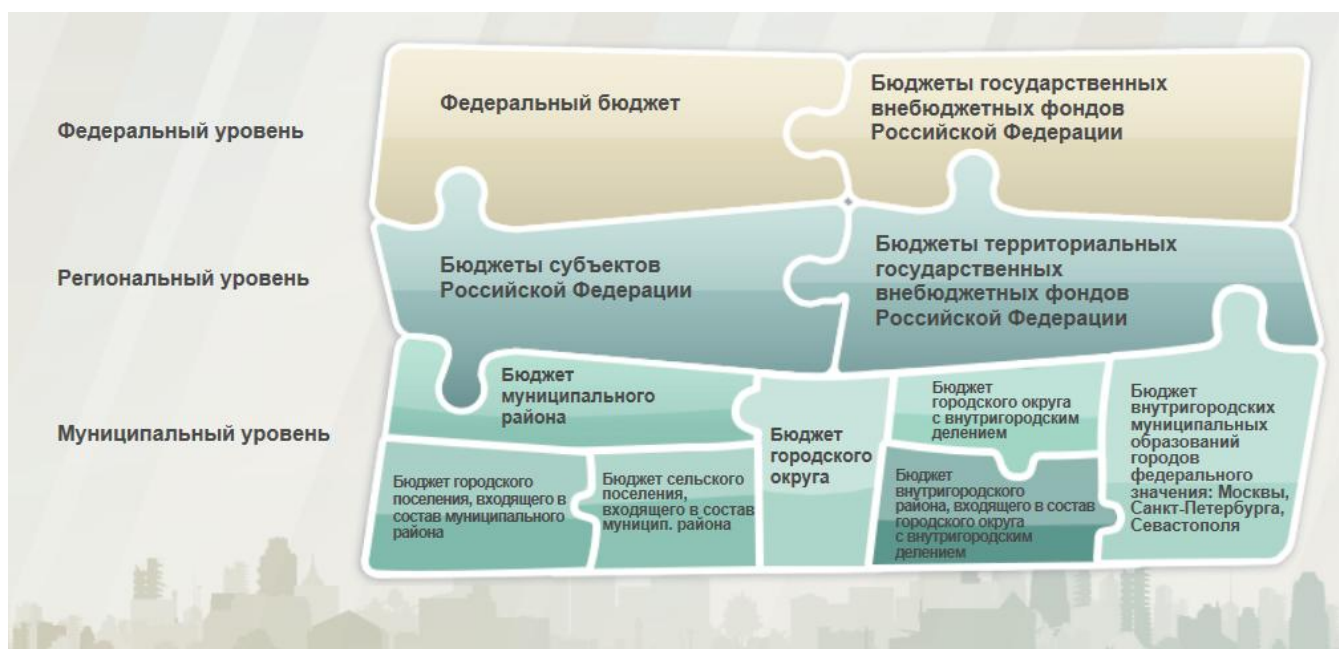 Федеральный уровень
Федеральный бюджет
Бюджеты государственных
внебюджетных фондов
Российской Федерации
Региональный уровень
Бюджеты субъектов
Российской Федерации
Бюджеты территориальных
государственных
внебюджетных фондов
Российской Федерации
Муниципальный уровень
Бюджет
муниципального
района
Бюджет городского
поселения, входящего в
состав муниципального
района
Бюджет сельского
поселения,
входящего в состав
муницип. района
Бюджет
городского
округа
Бюджет
городского округа
с внутригородским
делением
Бюджет
внутригородского
района, входящего в состав
городского округа
с внутригородским
делением
Бюджет
внутригородских
муниципальных
образований
городов
федерального
значения: Москвы,
Санкт-Петербурга,
Севастополя